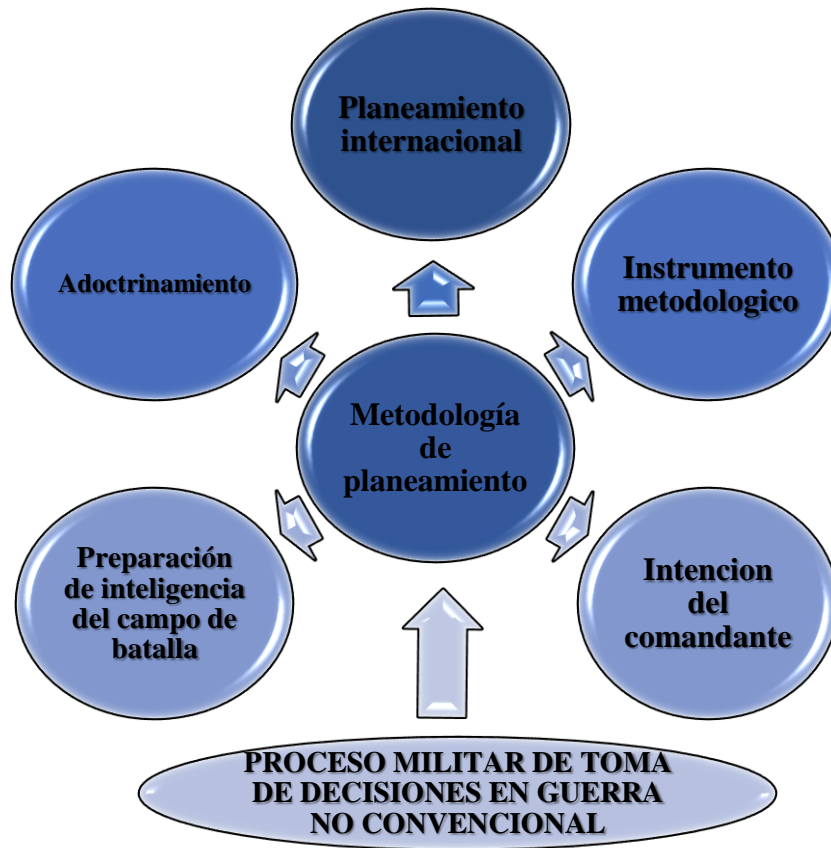 Planeamiento
internacional
Adoctrinamiento
Instrumento
metodologico
Metodología
de
planeamiento
Preparación
de inteligencia
del campo de
batalla
Intencion
del
comandante
PROCESO MILITAR DE TOMA
DE DECISIONES EN GUERRA
NO CONVENCIONAL